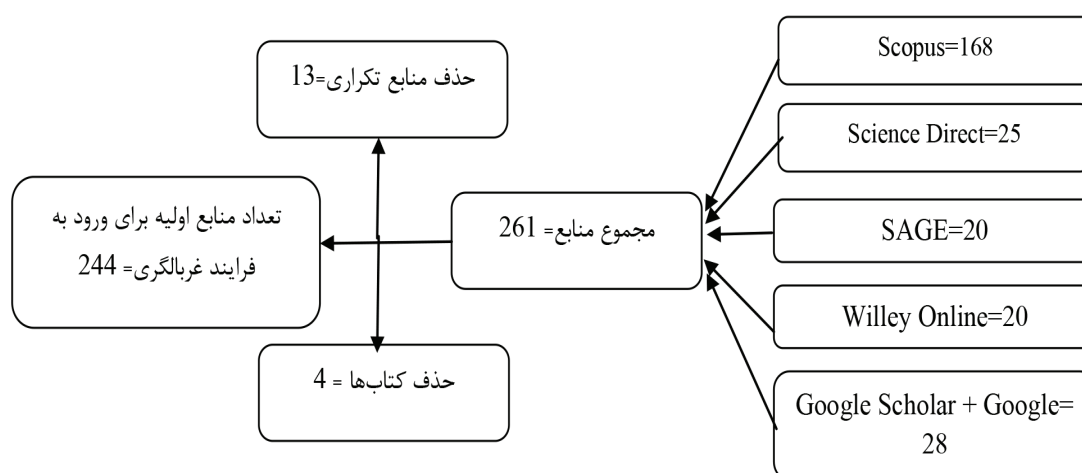 Scopus=168
Science Direct=25
SAGE=20
Willey Online=20
Google Scholar + Google=
28
مجموع منابع= 261
حذف منابع تکراری=13
حذف کتاب‌ها = 4
تعداد منابع اولیه برای ورود به
فرایند غربالگری= 244